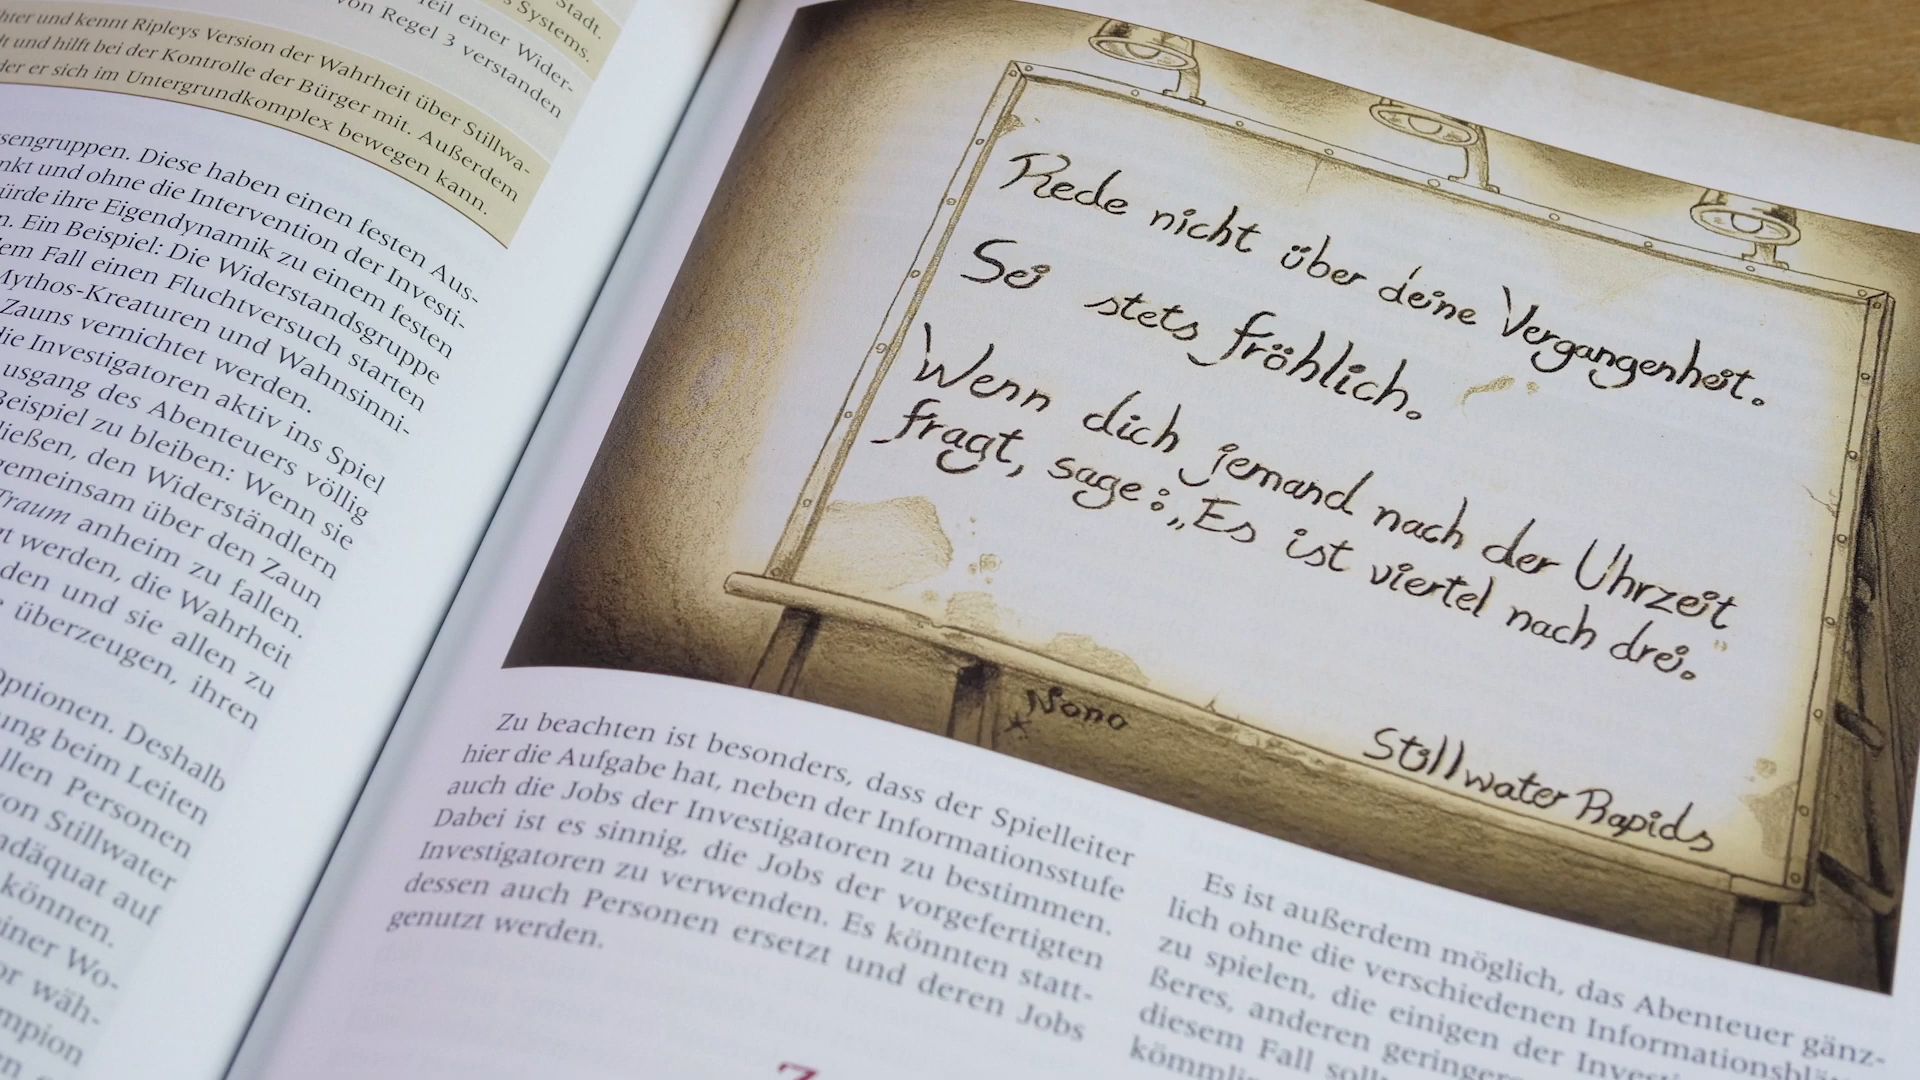 Stadt.
Teil einer Wider-
s Systems.
von Regel 3 verstanden
hter und kennt Ripleys Version der Wahrheit über Stillwa-
dt und hilft bei der Kontrolle der Bürger mit. Außerdem
der er sich im Untergrundkomplex bewegen kann.
sengruppen. Diese haben einen festen Aus-
nkt und ohne die Intervention der Investi-
ürde ihre Eigendynamik zu einem festen
n. Ein Beispiel: Die Widerstandsgruppe
em Fall einen Fluchtversuch starten
Mythos-Kreaturen und Wahnsinni-
Zauns vernichtet werden.
die Investigatoren aktiv ins Spiel
usgang des Abenteuers völlig
Beispiel zu bleiben: Wenn sie
ließen, den Widerständlern
gemeinsam über den Zaun
Traum anheim zu fallen.
rt werden, die Wahrheit
den und sie allen zu
überzeugen, ihren
Optionen. Deshalb
ung beim Leiten
llen Personen
von Stillwater
ndäquat auf
können.
iner Wo-
or wäh-
mpion
Rede nicht über deine Vergangenheit.
Sei stets fröhlich.
Wenn dich jemand nach der Uhrzeit
fragt, sage: „Es ist viertel nach drei."
Stillwater Rapids
Nono
Zu beachten ist besonders, dass der Spielleiter
hier die Aufgabe hat, neben der Informationsstufe
auch die Jobs der Investigatoren zu bestimmen.
Dabei ist es sinnig, die Jobs der vorgefertigten
Investigatoren zu verwenden. Es könnten statt-
dessen auch Personen ersetzt und deren Jobs
genutzt werden.
Es ist außerdem möglich, das Abenteuer gänz-
lich ohne die verschiedenen Informationsblä
zu spielen, die einigen der Invest
ßeres, anderen geringer
diesem Fall soll
kömmli